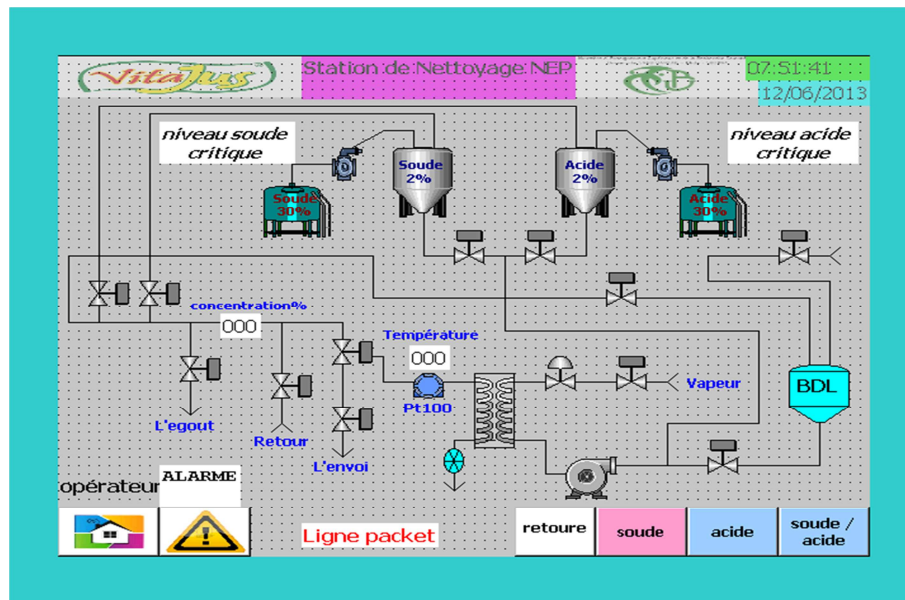 VitaJus
Station de Nettoyage NEP
07:51:41
12/06/2013
niveau soude
critique
Soude
2%
Acide
2%
niveau acide
critique
Soude
30%
Acide
30%
concentration%
000
Température
000
Pt100
Vapeur
BDL
L'egout
Retour
L'envoi
opérateur
ALARME
Ligne packet
retoure
soude
acide
soude /
acide